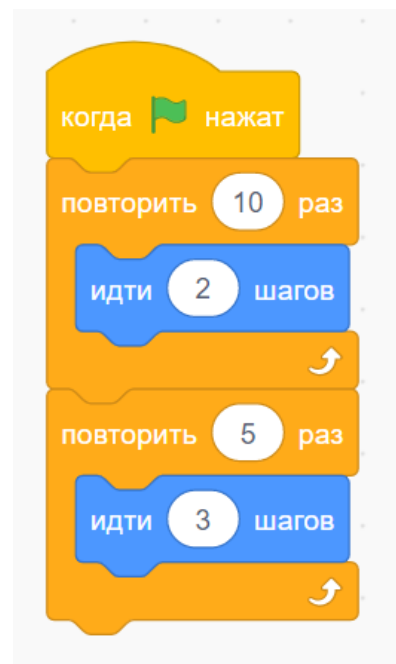 когда нажат
повторить 10 раз
идти 2 шагов
повторить 5 раз
идти 3 шагов